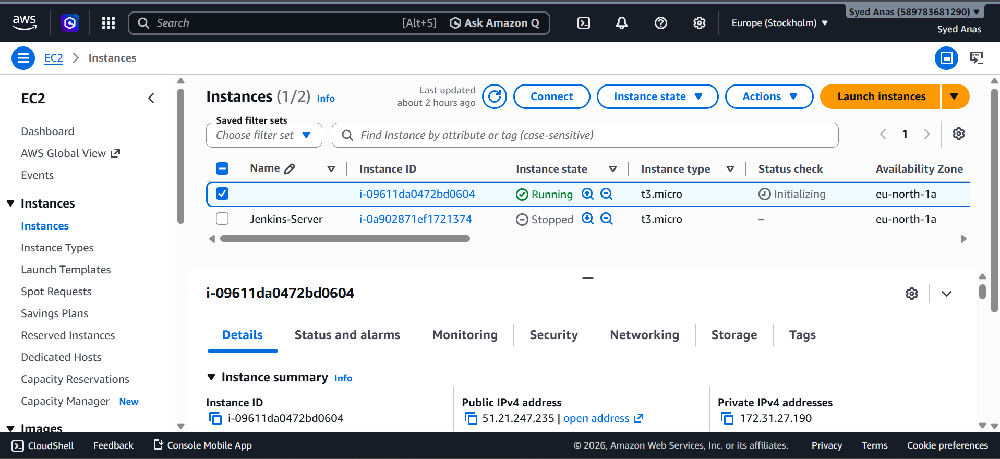 aws
Search [Alt+S] Ask Amazon Q
Europe (Stockholm)
Syed Anas (589783681290)
Syed Anas
EC2
Instances
EC2
Dashboard
AWS Global View
Events
Instances
Instances
Instance Types
Launch Templates
Spot Requests
Savings Plans
Reserved Instances
Dedicated Hosts
Capacity Reservations
Capacity Manager New
Images
Instances (1/2) Info
Last updated
about 2 hours ago
Connect
Instance state
Actions
Launch instances
Saved filter sets
Choose filter set
Find Instance by attribute or tag (case-sensitive)
1
Name Instance ID Instance state Instance type Status check Availability Zone
i-09611da0472bd0604 Running t3.micro Initializing eu-north-1a
Jenkins-Server i-0a902871ef1721374 Stopped t3.micro – eu-north-1a
i-09611da0472bd0604
Details Status and alarms Monitoring Security Networking Storage Tags
Instance summary Info
Instance ID
i-09611da0472bd0604
Public IPv4 address
51.21.247.235 | open address
Private IPv4 addresses
172.31.27.190
CloudShell Feedback Console Mobile App © 2026, Amazon Web Services, Inc. or its affiliates. Privacy Terms Cookie preferences